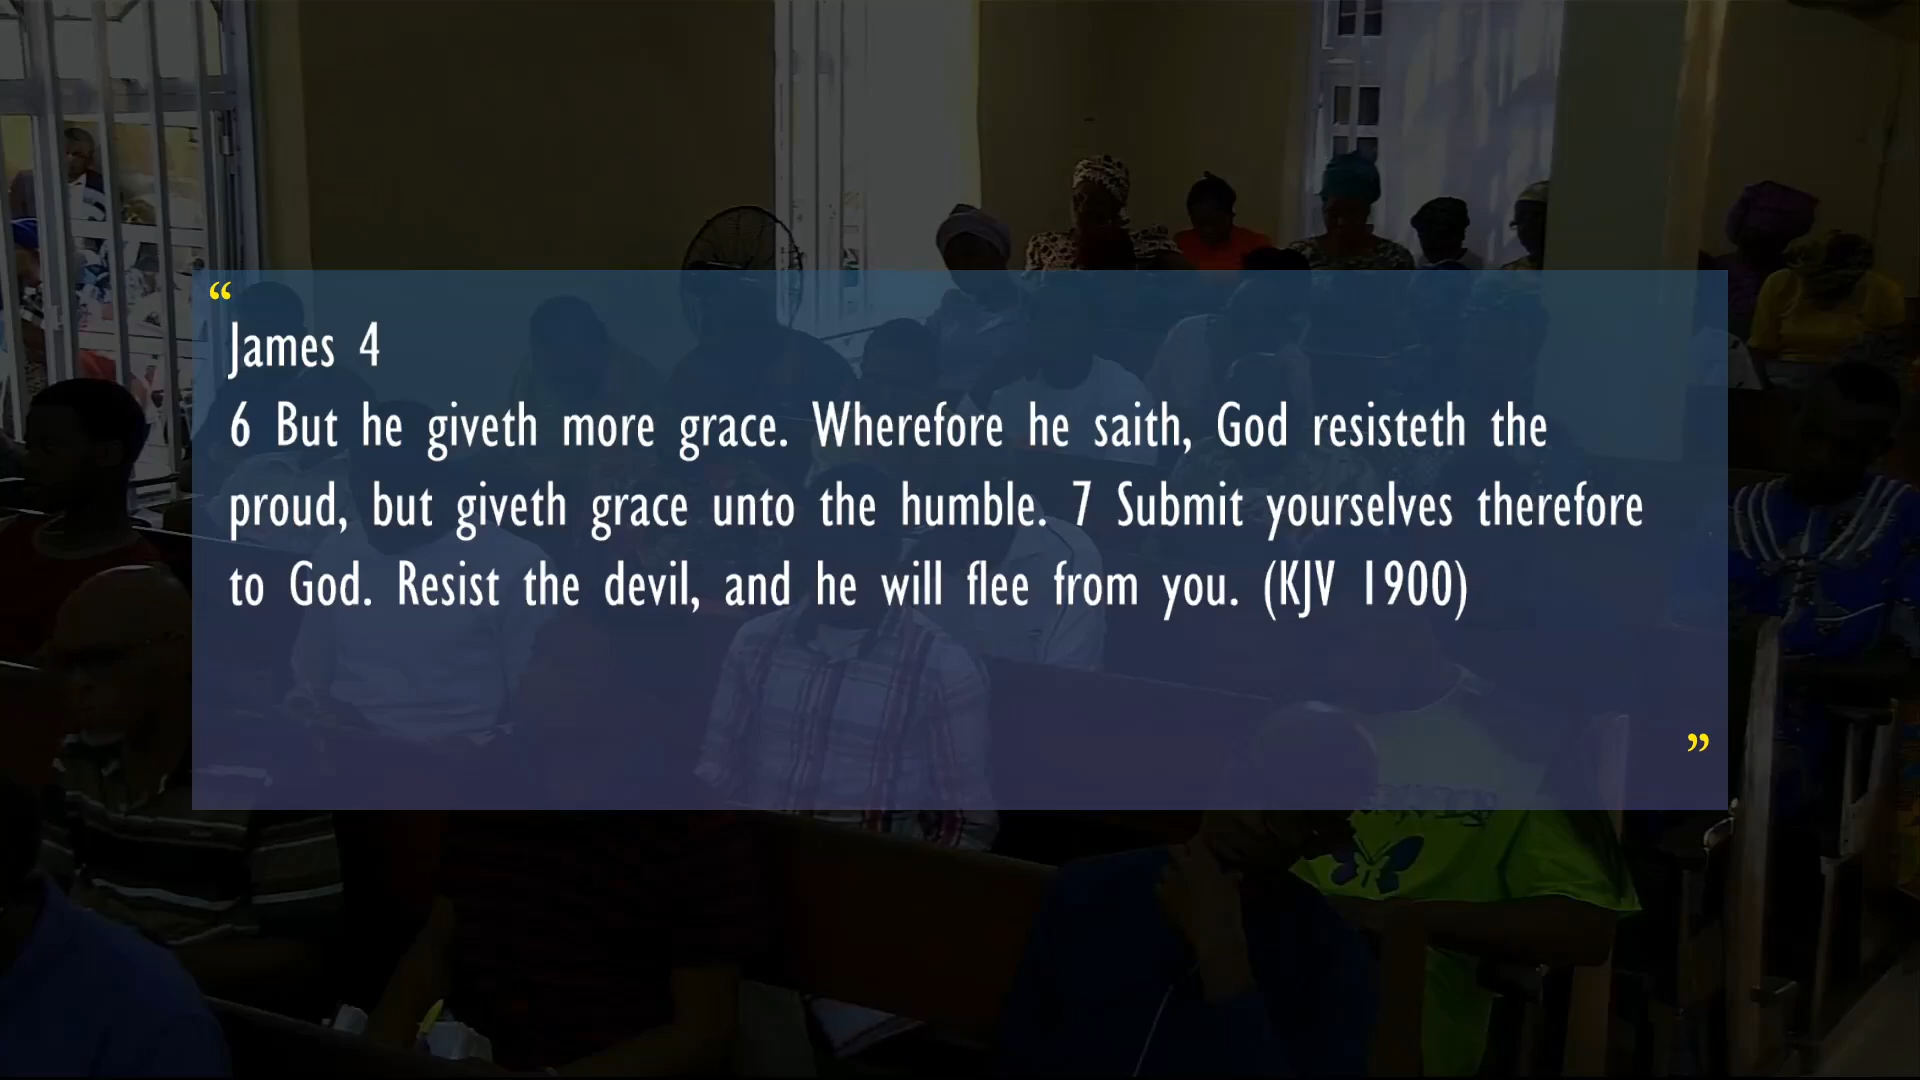 “
James 4
6 But he giveth more grace. Wherefore he saith, God resisteth the
proud, but giveth grace unto the humble. 7 Submit yourselves therefore
to God. Resist the devil, and he will flee from you. (KJV 1900)
”